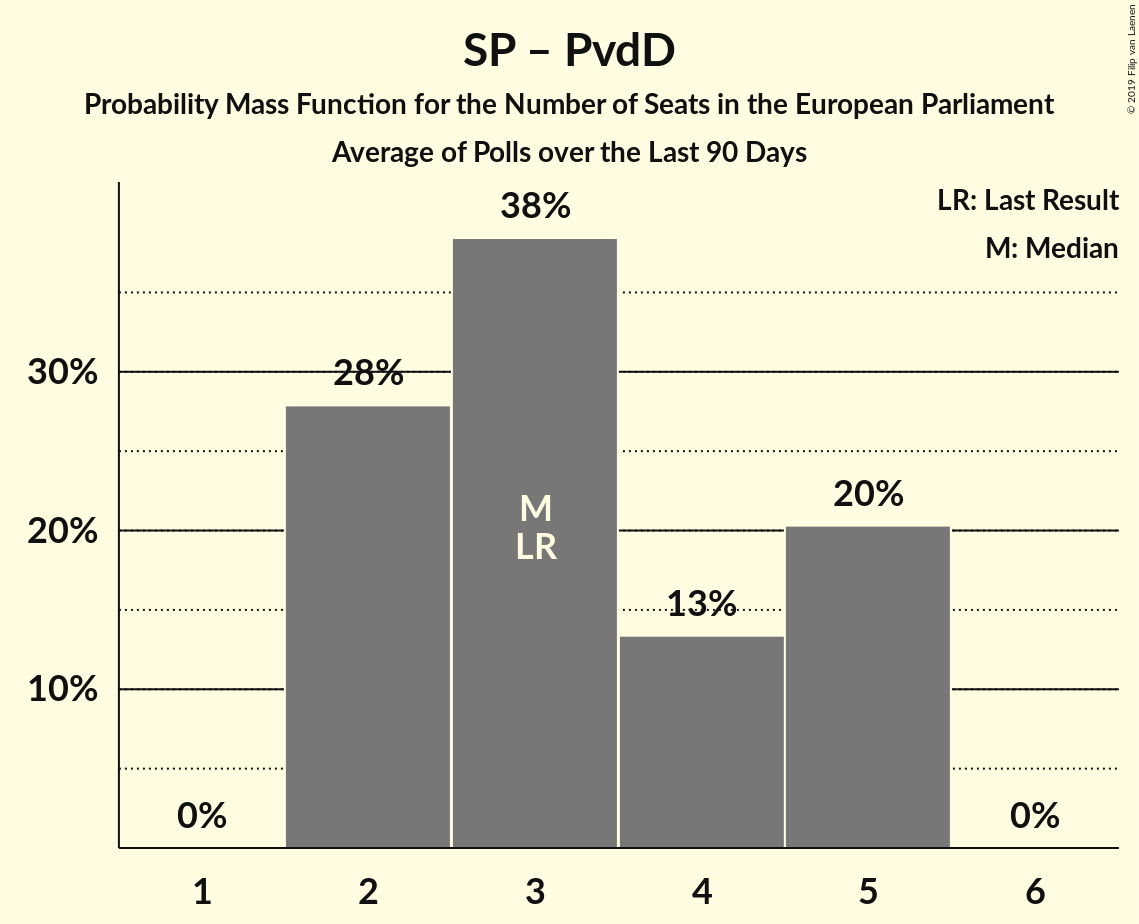 SP – PvdD
Probability Mass Function for the Number of Seats in the European Parliament
Average of Polls over the Last 90 Days
© 2019 Filip van Laenen
LR: Last Result
M: Median
38%
30%
28%
M
LR
20%
20%
13%
10%
0%
0%
1 2 3 4 5 6